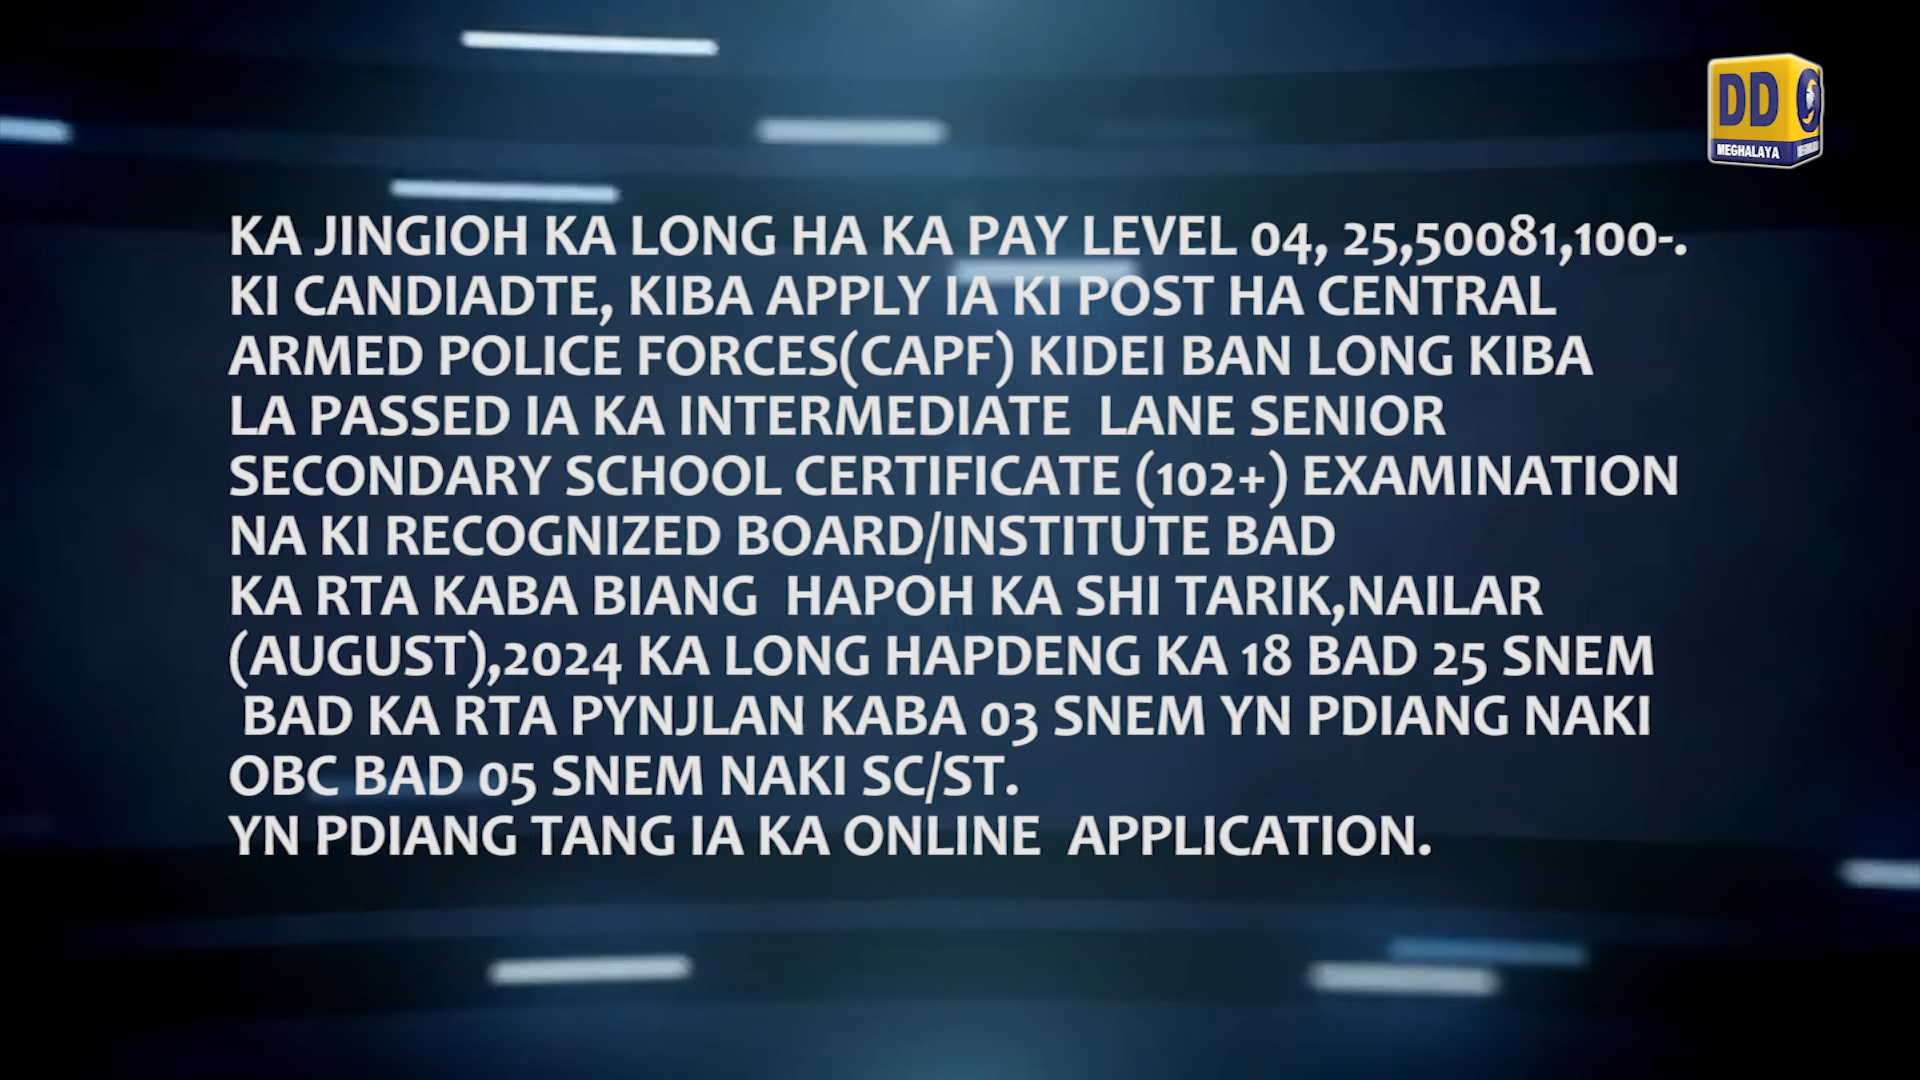 DD
MEGHALAYA
KA JINGIOH KA LONG HA KA PAY LEVEL 04, 25,50081,100-.
KI CANDIADTE, KIBA APPLY IA KI POST HA CENTRAL
ARMED POLICE FORCES(CAPF) KIDEI BAN LONG KIBA
LA PASSED IA KA INTERMEDIATE LANE SENIOR
SECONDARY SCHOOL CERTIFICATE (102+) EXAMINATION
NA KI RECOGNIZED BOARD/INSTITUTE BAD
KA RTA KABA BIANG HAPOH KA SHI TARIK,NAILAR
(AUGUST),2024 KA LONG HAPDENG KA 18 BAD 25 SNEM
BAD KA RTA PYNJLAN KABA 03 SNEM YN PDIANG NAKI
OBC BAD 05 SNEM NAKI SC/ST.
YN PDIANG TANG IA KA ONLINE APPLICATION.